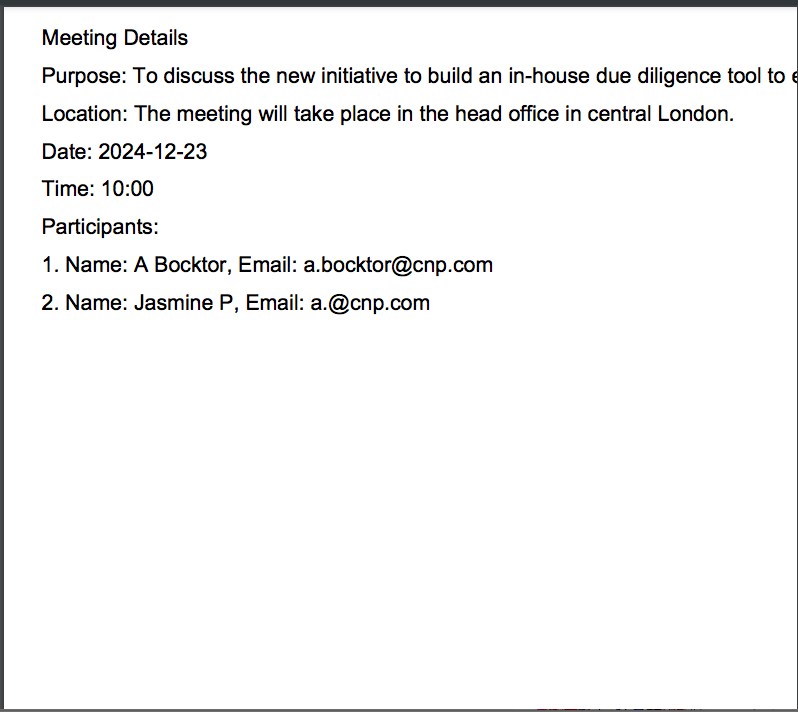 Meeting Details
Purpose: To discuss the new initiative to build an in-house due diligence tool to
Location: The meeting will take place in the head office in central London.
Date: 2024-12-23
Time: 10:00
Participants:
1. Name: A Bocktor, Email: a.bocktor@cnp.com
2. Name: Jasmine P, Email: a.@cnp.com